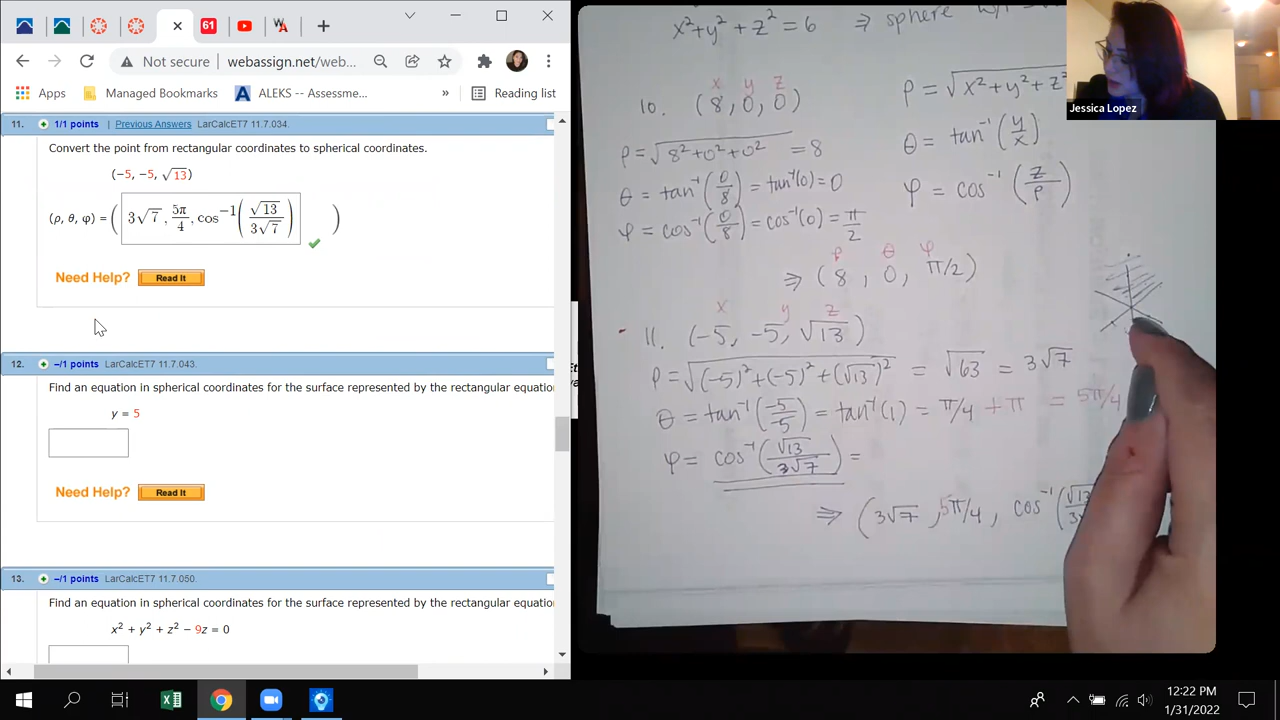 61
Not secure | webassign.net/web...
Apps Managed Bookmarks ALEKS -- Assessme... » Reading list
11. 1/1 points | Previous Answers LarCalcET7 11.7.034.
Convert the point from rectangular coordinates to spherical coordinates.
(−5, −5, √13)
(ρ, θ, φ) = ( 3√7 , 5π/4 , cos⁻¹(√13/3√7) )
Need Help? Read It
12. −/1 points LarCalcET7 11.7.043.
Find an equation in spherical coordinates for the surface represented by the rectangular equation
y = 5
Need Help? Read It
13. −/1 points LarCalcET7 11.7.050.
Find an equation in spherical coordinates for the surface represented by the rectangular equation
x² + y² + z² − 9z = 0
x²+y²+z²=6 ⇒ sphere w/
x y z
10. (8, 0, 0)
ρ = √8²+0²+0² = 8
θ = tan⁻¹(0/8) = tan⁻¹(0) = 0
φ = cos⁻¹(0/8) = cos⁻¹(0) = π/2
ρ θ φ
⇒ (8, 0, π/2)
ρ = √x²+y²+z²
θ = tan⁻¹(y/x)
φ = cos⁻¹(z/ρ)
x y z
11. (-5, -5, √13)
ρ = √(-5)²+(-5)²+(√13)² = √63 = 3√7
θ = tan⁻¹(-5/-5) = tan⁻¹(1) = π/4 + π = 5π/4
φ = cos⁻¹(√13/3√7) =
⇒ (3√7, 5π/4, cos⁻¹(√13
Jessica Lopez
12:22 PM
1/31/2022